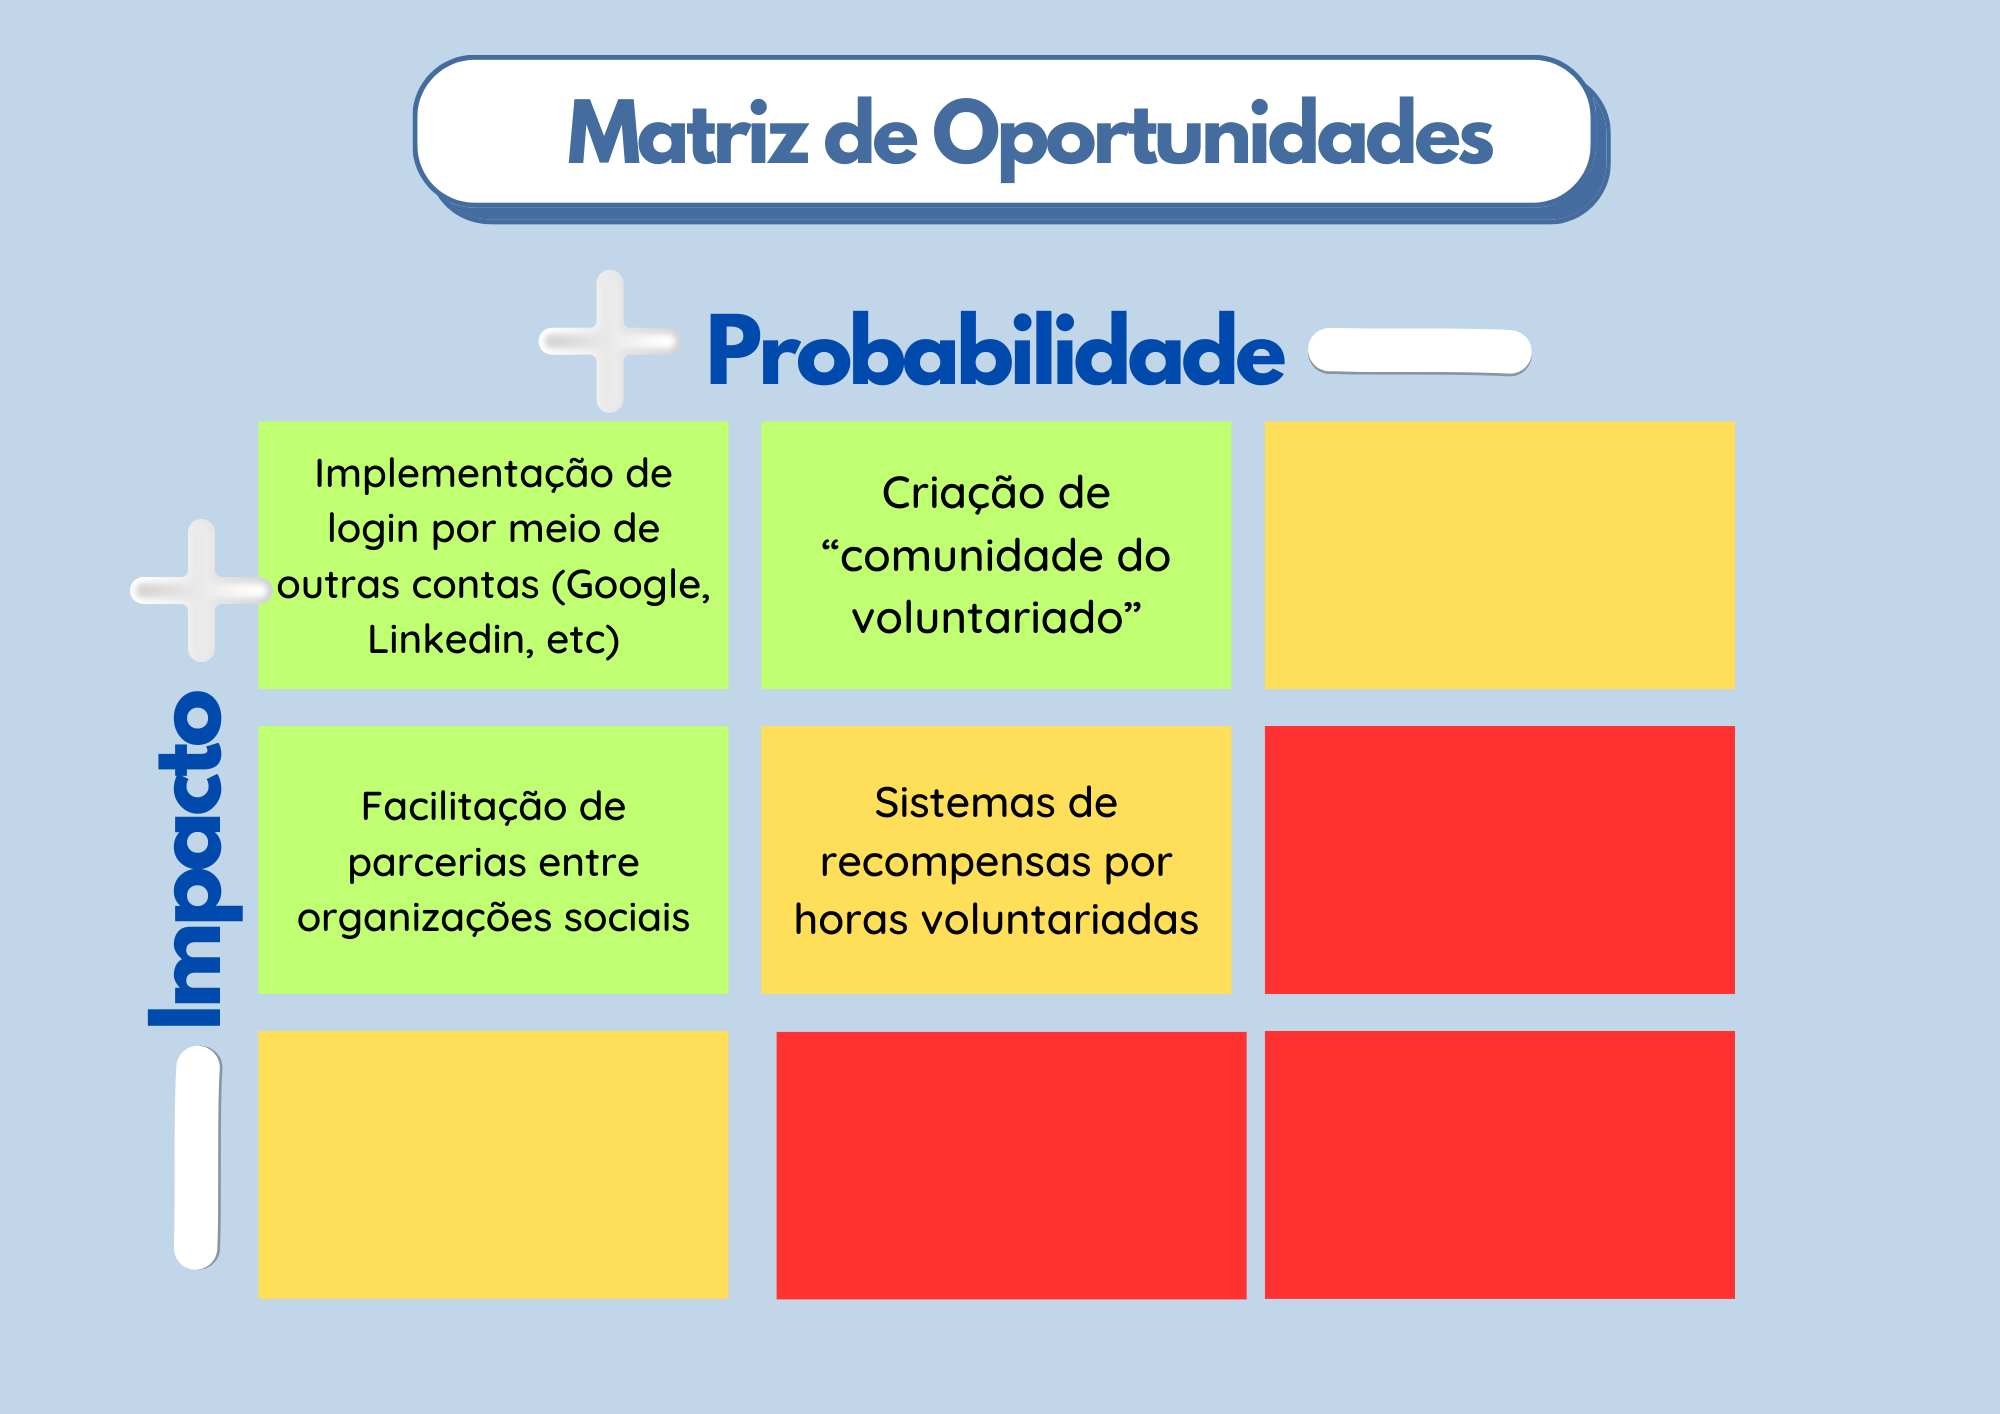 Matriz de Oportunidades
Probabilidade
Impacto
Implementação de
login por meio de
outras contas (Google,
Linkedin, etc)
Criação de
“comunidade do
voluntariado”
Facilitação de
parcerias entre
organizações sociais
Sistemas de
recompensas por
horas voluntariadas